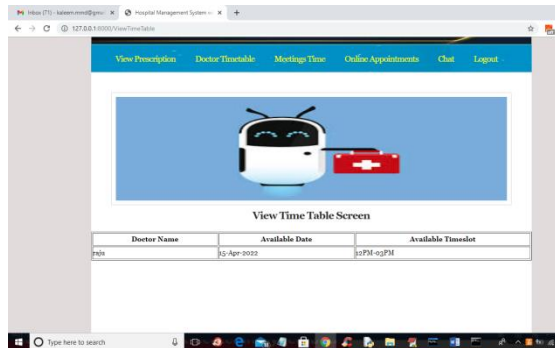 Inbox (71) - kaleem.mmd@gmai
Hospital Management System
127.0.0.1:8000/ViewTimeTable
View Prescription Doctor Timetable Meetings Time Online Appointments Chat Logout
View Time Table Screen
Doctor Name Available Date Available Timeslot
raju 15-Apr-2022 12PM-03PM
Type here to search